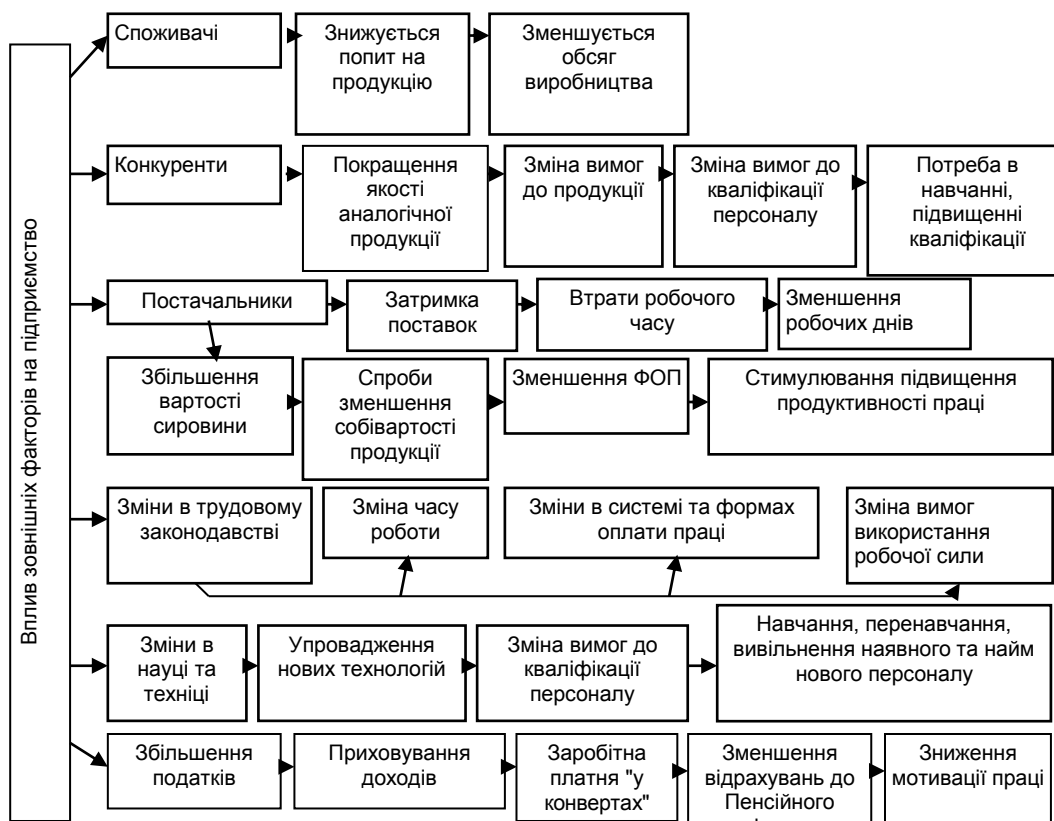 Вплив зовнішніх факторів на підприємство
Споживачі
Знижується
попит на
продукцію
Зменшується
обсяг
виробництва
Конкуренти
Покращення
якості
аналогічної
продукції
Зміна вимог
до продукції
Зміна вимог до
кваліфікації
персоналу
Потреба в
навчанні,
підвищенні
кваліфікації
Постачальники
Затримка
поставок
Втрати робочого
часу
Зменшення
робочих днів
Збільшення
вартості
сировини
Спроби
зменшення
собівартості
продукції
Зменшення ФОП
Стимулювання підвищення
продуктивності праці
Зміни в трудовому
законодавстві
Зміна часу
роботи
Зміни в системі та формах
оплати праці
Зміна вимог
використання
робочої сили
Зміни в
науці та
техніці
Упровадження
нових технологій
Зміна вимог до
кваліфікації
персоналу
Навчання, перенавчання,
вивільнення наявного та найм
нового персоналу
Збільшення
податків
Приховування
доходів
Заробітна
платня "у
конвертах"
Зменшення
відрахувань до
Пенсійного
Зниження
мотивації праці